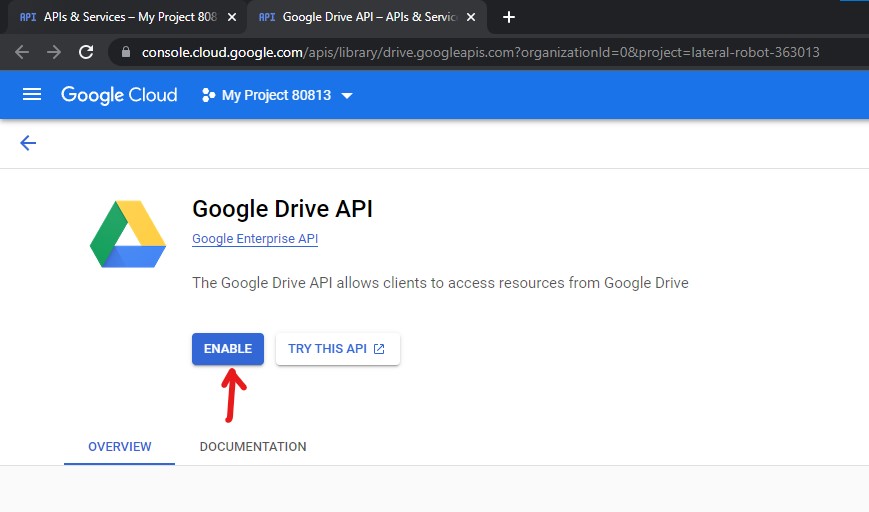 API APIs & Services – My Project 808
API Google Drive API – APIs & Servic
console.cloud.google.com/apis/library/drive.googleapis.com?organizationId=0&project=lateral-robot-363013
Google Cloud My Project 80813
Google Drive API
Google Enterprise API
The Google Drive API allows clients to access resources from Google Drive
ENABLE TRY THIS API
OVERVIEW DOCUMENTATION